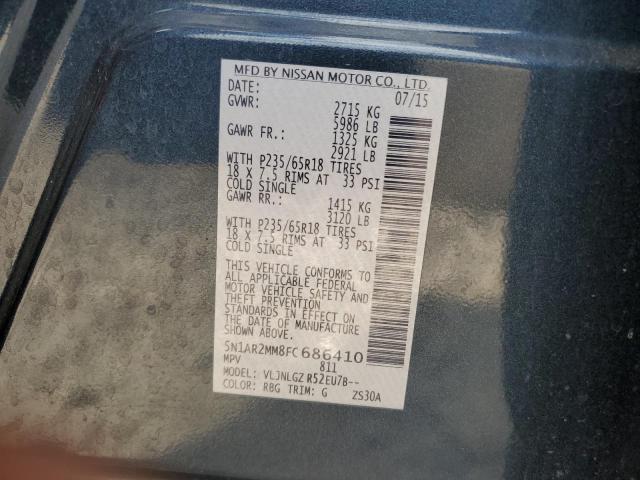 MFD BY NISSAN MOTOR CO., LTD.
DATE: 07/15
GVWR: 2715 KG
5986 LB
GAWR FR.: 1325 KG
2921 LB
WITH P235/65R18 TIRES
18 X 7.5 RIMS AT 33 PSI
COLD SINGLE
GAWR RR.: 1415 KG
3120 LB
WITH P235/65R18 TIRES
18 X 7.5 RIMS AT 33 PSI
COLD SINGLE
THIS VEHICLE CONFORMS TO
ALL APPLICABLE FEDERAL
MOTOR VEHICLE SAFETY AND
THEFT PREVENTION
STANDARDS IN EFFECT ON
THE DATE OF MANUFACTURE
SHOWN ABOVE.
5N1AR2MM8FC686410
MPV 811
MODEL: VLJNLGZ R52EU7B--
COLOR: RBG TRIM: G ZS30A